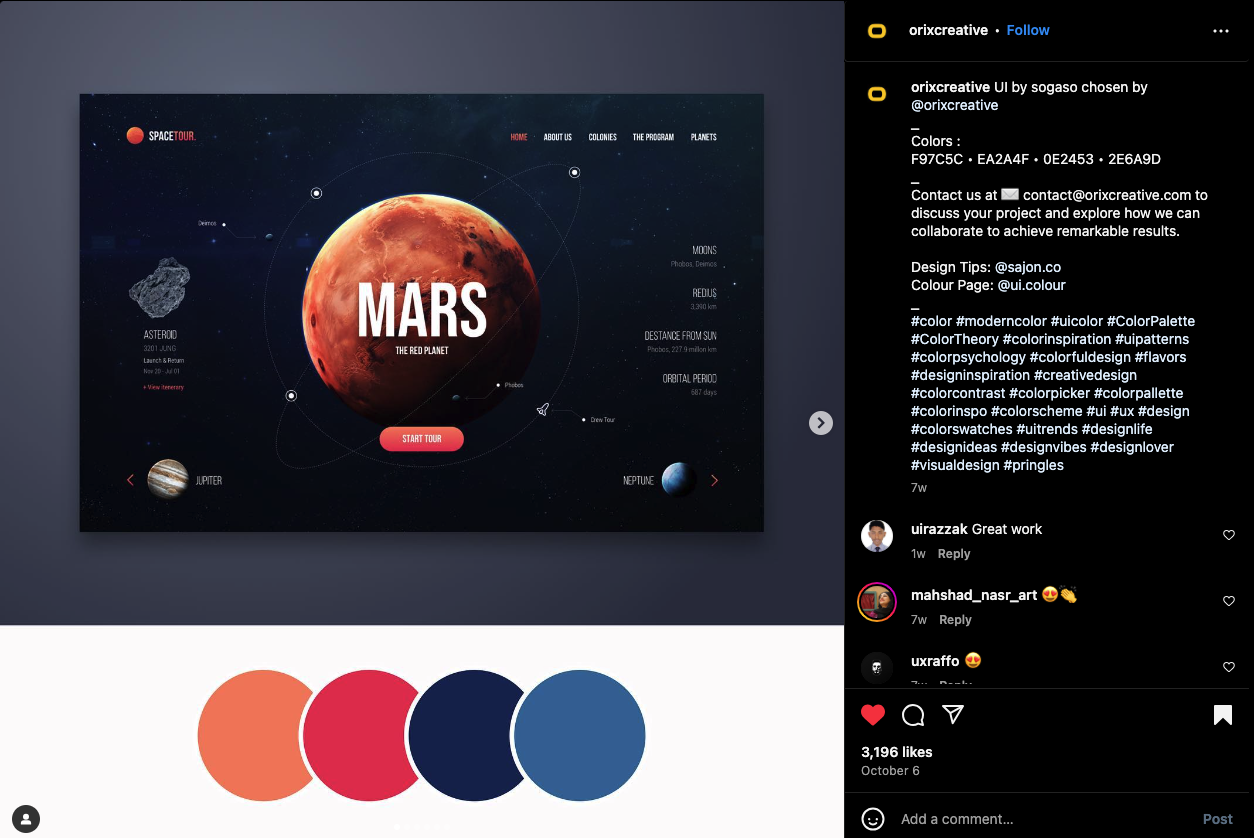 SPACETOUR.
HOME
ABOUT US
COLONIES
THE PROGRAM
PLANETS
Deimos
MOONS
Phobos, Deimos
REDIUS
3,390 km
DESTANCE FROM SUN
Phobos, 227.9 millon km
ORBITAL PERIOD
687 days
MARS
THE RED PLANET
ASTEROID
3201 JUNG
Launch & Return
Nov 20 - Jul 01
+ View Itenerary
Phobos
Crew Tour
START TOUR
JUPITER
NEPTUNE
orixcreative • Follow
orixcreative UI by sogaso chosen by
@orixcreative
_
Colors :
F97C5C • EA2A4F • 0E2453 • 2E6A9D
_
Contact us at ✉️ contact@orixcreative.com to
discuss your project and explore how we can
collaborate to achieve remarkable results.
Design Tips: @sajon.co
Colour Page: @ui.colour
_
#color #moderncolor #uicolor #ColorPalette
#ColorTheory #colorinspiration #uipatterns
#colorpsychology #colorfuldesign #flavors
#designinspiration #creativedesign
#colorcontrast #colorpicker #colorpallette
#colorinspo #colorscheme #ui #ux #design
#colorswatches #uitrends #designlife
#designideas #designvibes #designlover
#visualdesign #pringles
7w
uirazzak Great work
1w Reply
mahshad_nasr_art 😍👏
7w Reply
uxraffo 😍
7w Reply
3,196 likes
October 6
Add a comment...
Post